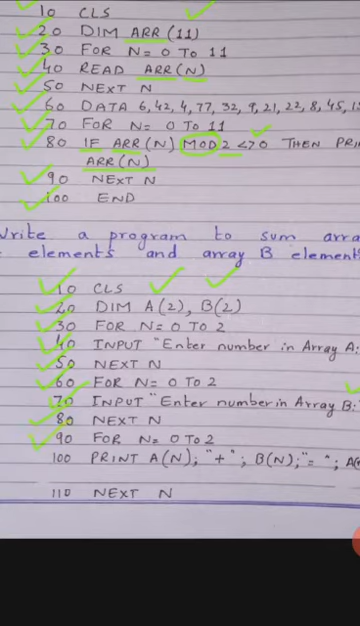 10 CLS
20 DIM ARR (11)
30 FOR N= 0 TO 11
40 READ ARR(N)
50 NEXT N
60 DATA 6, 42, 4, 77, 32, 9, 21, 22, 8, 45,
70 FOR N= 0 TO 11
80 IF ARR(N) MOD 2 <>0 THEN PRI
ARR(N)
90 NEXT N
100 END
Write a program to sum arra
elements and array B element
10 CLS
20 DIM A(2), B(2)
30 FOR N= 0 TO 2
40 INPUT "Enter number in Array A:
50 NEXT N
60 FOR N= 0 TO 2
70 INPUT "Enter number in Array B:
80 NEXT N
90 FOR N= 0 TO 2
100 PRINT A(N); "+"; B(N); "= "; A(
110 NEXT N